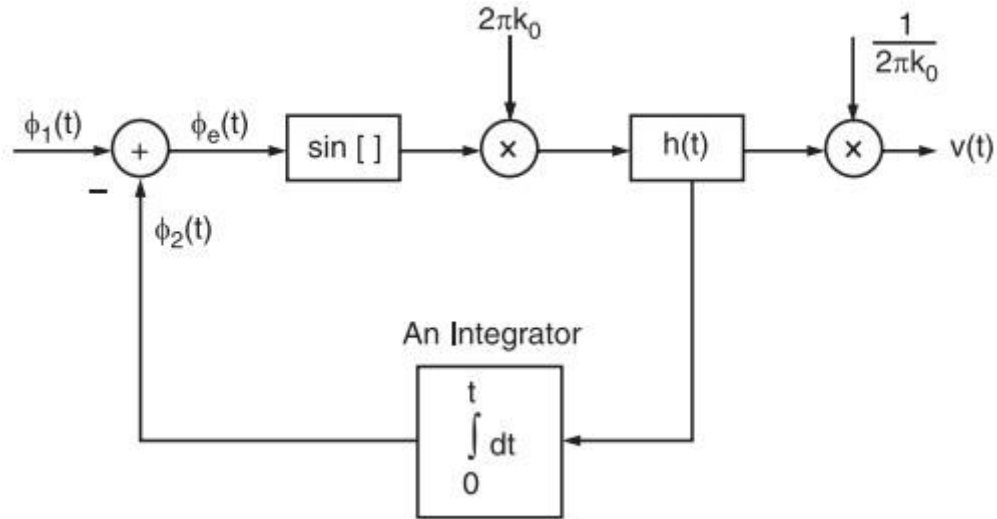 2πk₀
1
2πk₀
ϕ₁(t)
+
ϕₑ(t)
sin [ ]
×
h(t)
×
v(t)
−
ϕ₂(t)
An Integrator
t
∫ dt
0